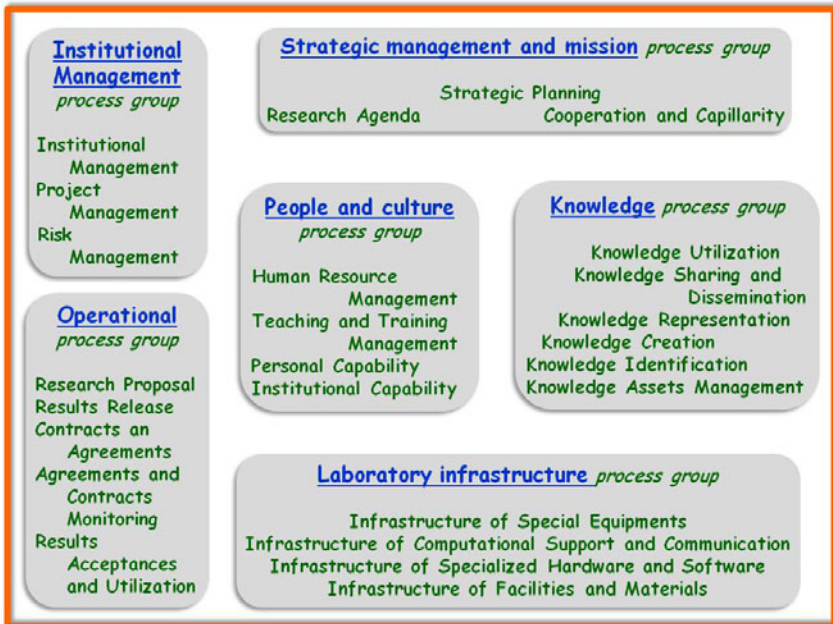 Institutional
Management
process group
Institutional
Management
Project
Management
Risk
Management
Strategic management and mission process group
Strategic Planning
Research Agenda Cooperation and Capillarity
People and culture
process group
Human Resource
Management
Teaching and Training
Management
Personal Capability
Institutional Capability
Knowledge process group
Knowledge Utilization
Knowledge Sharing and
Dissemination
Knowledge Representation
Knowledge Creation
Knowledge Identification
Knowledge Assets Management
Operational
process group
Research Proposal
Results Release
Contracts an
Agreements
Agreements and
Contracts
Monitoring
Results
Acceptances
and Utilization
Laboratory infrastructure process group
Infrastructure of Special Equipments
Infrastructure of Computational Support and Communication
Infrastructure of Specialized Hardware and Software
Infrastructure of Facilities and Materials